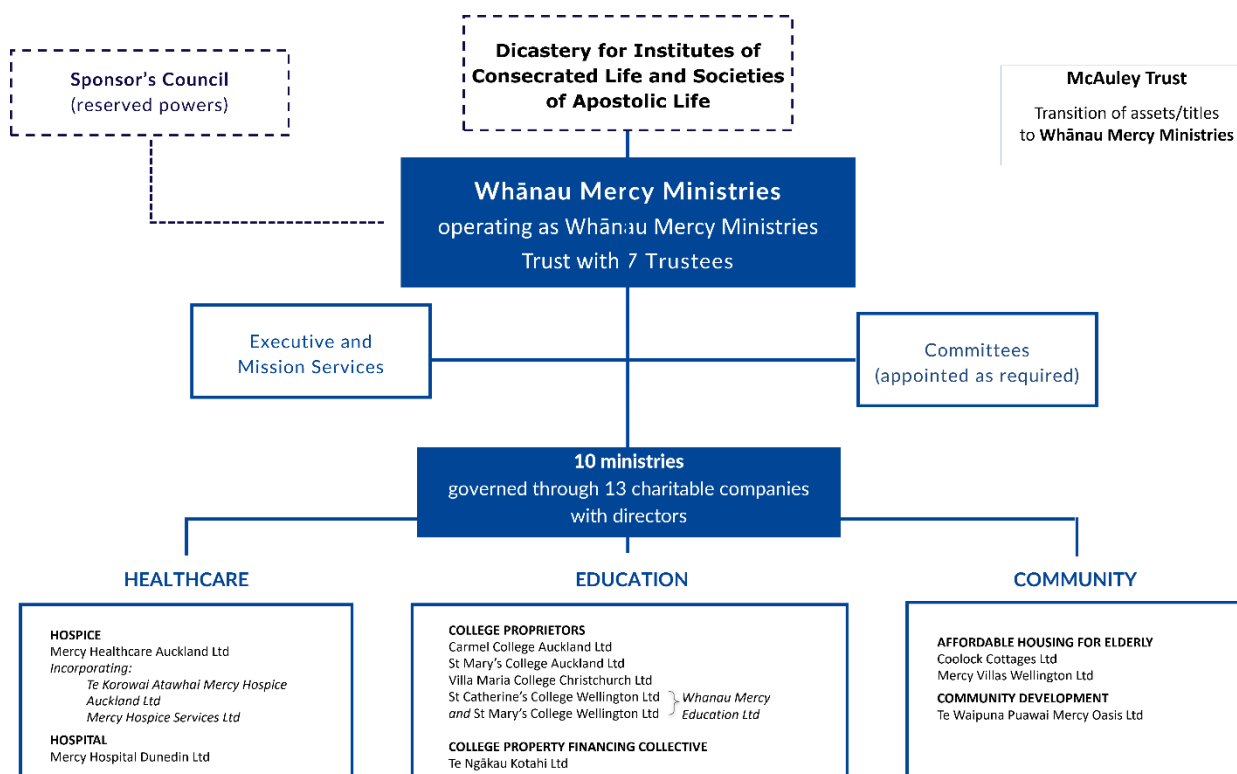 Sponsor's Council
(reserved powers)
Dicastery for Institutes of
Consecrated Life and Societies
of Apostolic Life
McAuley Trust
Transition of assets/titles
to Whānau Mercy Ministries
Whānau Mercy Ministries
operating as Whānau Mercy Ministries
Trust with 7 Trustees
Executive and
Mission Services
Committees
(appointed as required)
10 ministries
governed through 13 charitable companies
with directors
HEALTHCARE
HOSPICE
Mercy Healthcare Auckland Ltd
Incorporating:
Te Korowai Atawhai Mercy Hospice
Auckland Ltd
Mercy Hospice Services Ltd
HOSPITAL
Mercy Hospital Dunedin Ltd
EDUCATION
COLLEGE PROPRIETORS
Carmel College Auckland Ltd
St Mary's College Auckland Ltd
Villa Maria College Christchurch Ltd
St Catherine's College Wellington Ltd
and St Mary's College Wellington Ltd
Whanau Mercy
Education Ltd
COLLEGE PROPERTY FINANCING COLLECTIVE
Te Ngākau Kotahi Ltd
COMMUNITY
AFFORDABLE HOUSING FOR ELDERLY
Coolock Cottages Ltd
Mercy Villas Wellington Ltd
COMMUNITY DEVELOPMENT
Te Waipuna Puawai Mercy Oasis Ltd